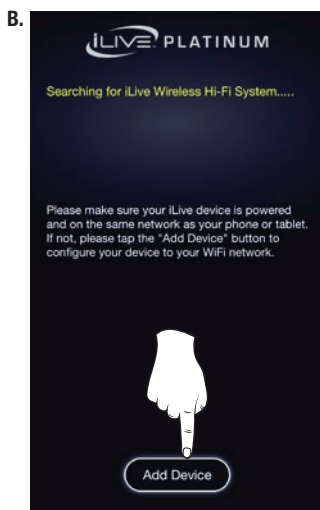 B.
iLIVE PLATINUM
Searching for iLive Wireless Hi-Fi System.....
Please make sure your iLive device is powered
and on the same network as your phone or tablet.
If not, please tap the "Add Device" button to
configure your device to your WiFi network.
Add Device